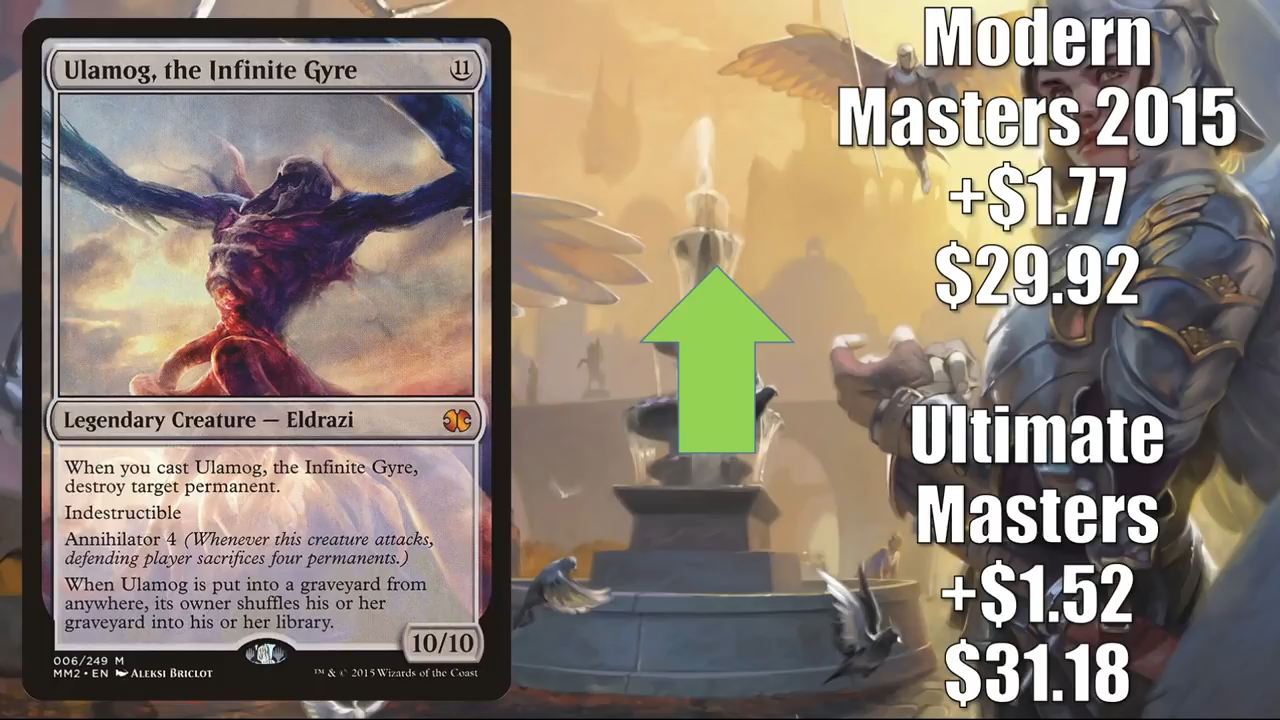 Ulamog, the Infinite Gyre 11
Legendary Creature — Eldrazi
When you cast Ulamog, the Infinite Gyre,
destroy target permanent.
Indestructible
Annihilator 4 (Whenever this creature attacks,
defending player sacrifices four permanents.)
When Ulamog is put into a graveyard from
anywhere, its owner shuffles his or her
graveyard into his or her library.
10/10
006/249 M
MM2 • EN ALEKSI BRICLOT
™ & © 2015 Wizards of the Coast
Modern
Masters 2015
+$1.77
$29.92
Ultimate
Masters
+$1.52
$31.18